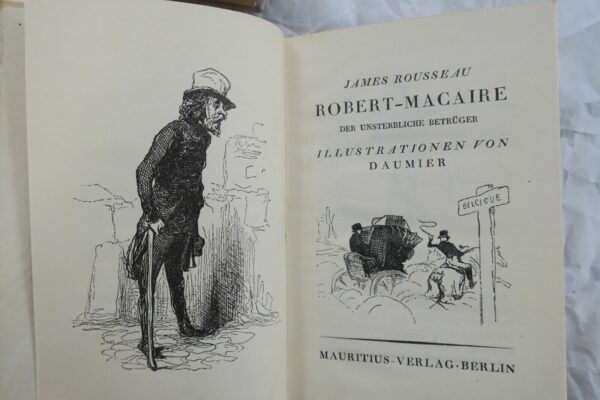 JAMES ROUSSEAU
ROBERT-MACAIRE
DER UNSTERBLICHE BETRÜGER
ILLUSTRATIONEN VON
DAUMIER
BELGIQUE
MAURITIUS-VERLAG·BERLIN